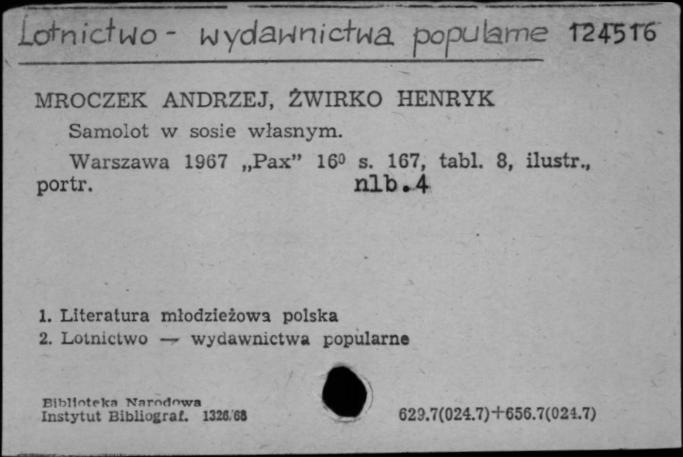 Lotnictwo - wydawnictwa popularne 124516
MROCZEK ANDRZEJ, ŻWIRKO HENRYK
Samolot w sosie własnym.
Warszawa 1967 „Pax” 16⁰ s. 167, tabl. 8, ilustr.,
portr. nlb.4
1. Literatura młodzieżowa polska
2. Lotnictwo — wydawnictwa popularne
Biblioteka Narodowa
Instytut Bibliograf. 1326/68 629.7(024.7)+656.7(024.7)